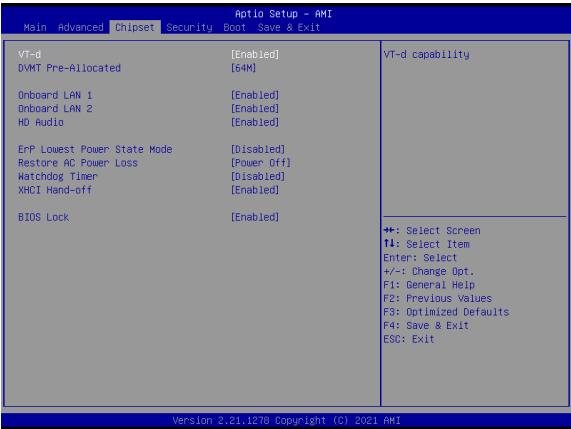 Aptio Setup - AMI
Main Advanced Chipset Security Boot Save & Exit
VT-d [Enabled] VT-d capability
DVMT Pre-Allocated [64M]
Onboard LAN 1 [Enabled]
Onboard LAN 2 [Enabled]
HD Audio [Enabled]
ErP Lowest Power State Mode [Disabled]
Restore AC Power Loss [Power Off]
Watchdog Timer [Disabled]
XHCI Hand-off [Enabled]
BIOS Lock [Enabled]
→←: Select Screen
↑↓: Select Item
Enter: Select
+/-: Change Opt.
F1: General Help
F2: Previous Values
F3: Optimized Defaults
F4: Save & Exit
ESC: Exit
Version 2.21.1278 Copyright (C) 2021 AMI